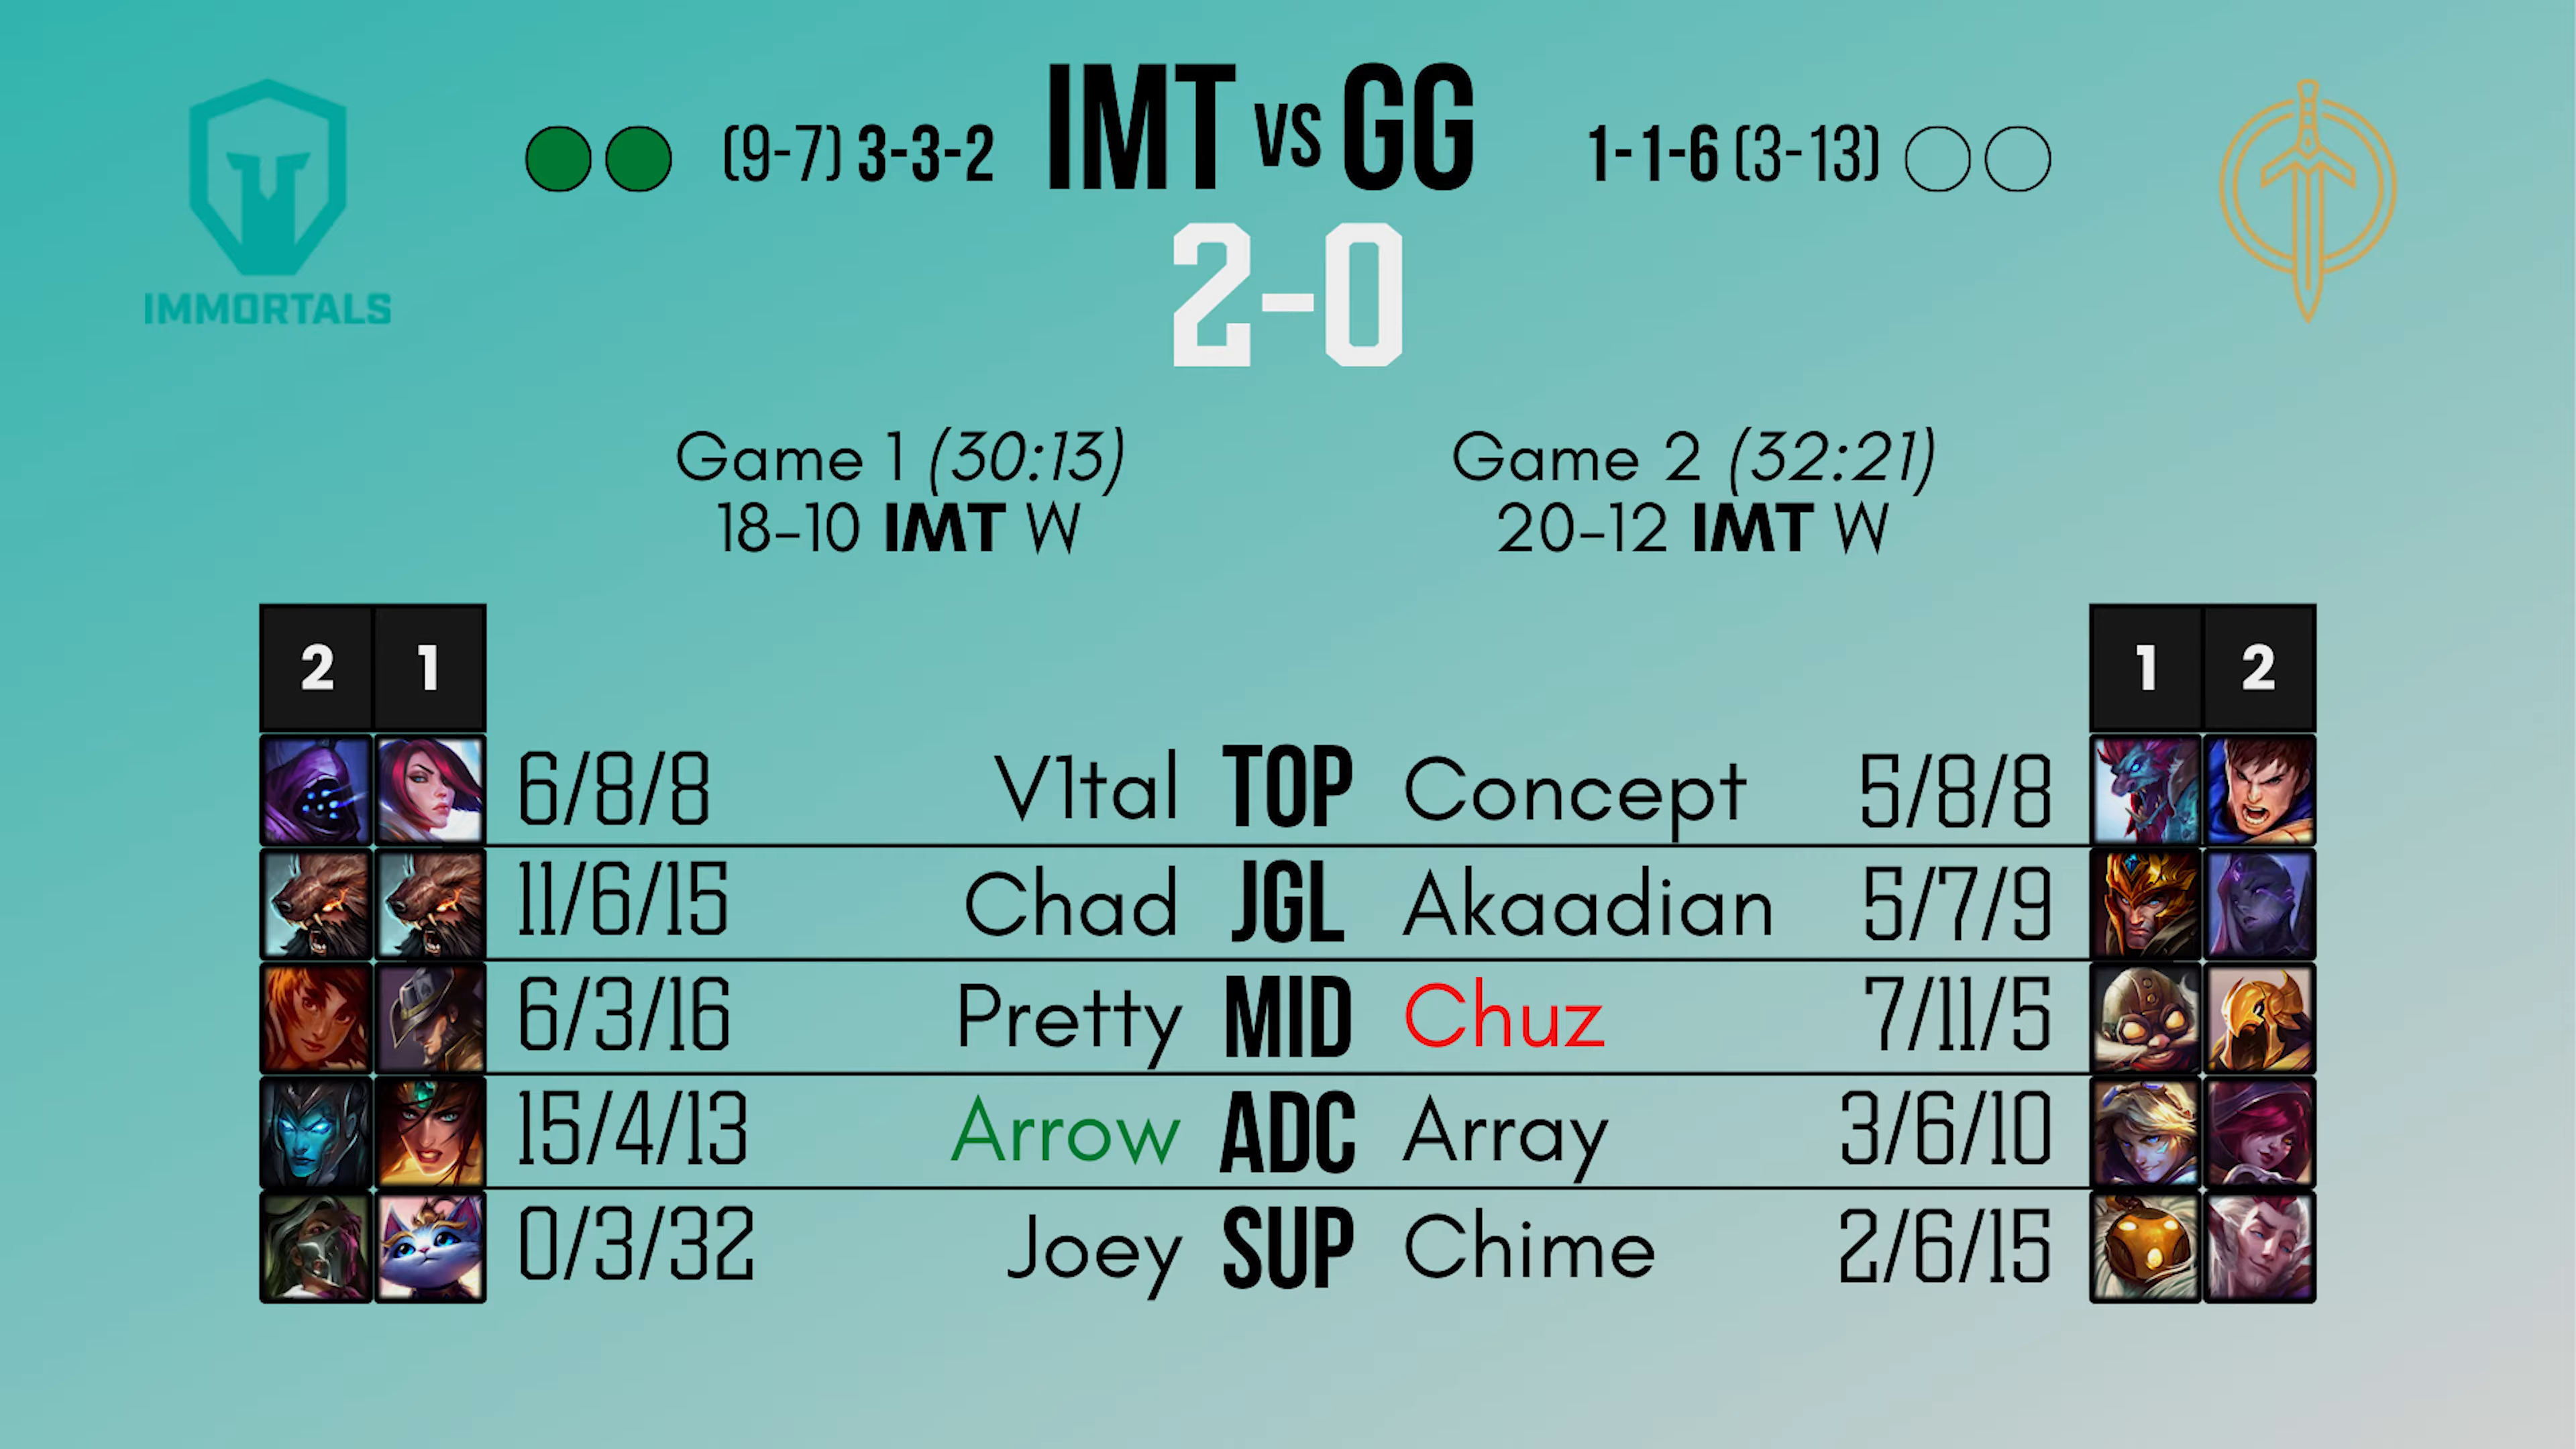 IMMORTALS
(9-7) 3-3-2 IMT VS GG 1-1-6 (3-13)
2-0
Game 1 (30:13)
18-10 IMT W
Game 2 (32:21)
20-12 IMT W
2 1
1 2
6/8/8 V1tal TOP Concept 5/8/8
11/6/15 Chad JGL Akaadian 5/7/9
6/3/16 Pretty MID Chuz 7/11/5
15/4/13 Arrow ADC Array 3/6/10
0/3/32 Joey SUP Chime 2/6/15